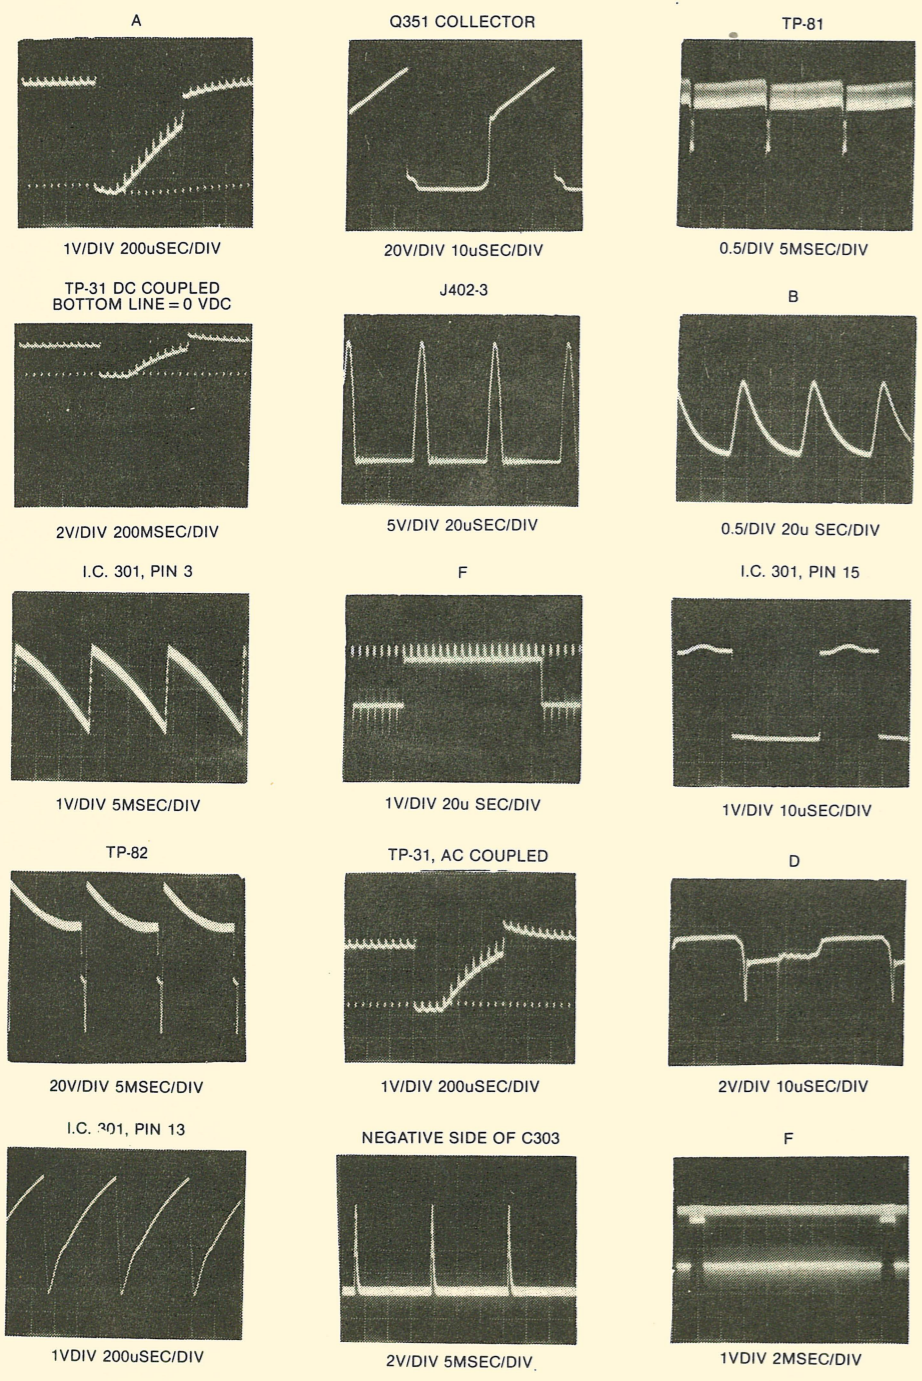 A
1V/DIV 200uSEC/DIV
Q351 COLLECTOR
20V/DIV 10uSEC/DIV
TP-81
0.5/DIV 5MSEC/DIV
TP-31 DC COUPLED
BOTTOM LINE = 0 VDC
2V/DIV 200MSEC/DIV
J402-3
5V/DIV 20uSEC/DIV
B
0.5/DIV 20u SEC/DIV
I.C. 301, PIN 3
1V/DIV 5MSEC/DIV
F
1V/DIV 20u SEC/DIV
I.C. 301, PIN 15
1V/DIV 10uSEC/DIV
TP-82
20V/DIV 5MSEC/DIV
TP-31, AC COUPLED
1V/DIV 200uSEC/DIV
D
2V/DIV 10uSEC/DIV
I.C. 301, PIN 13
1VDIV 200uSEC/DIV
NEGATIVE SIDE OF C303
2V/DIV 5MSEC/DIV.
F
1VDIV 2MSEC/DIV